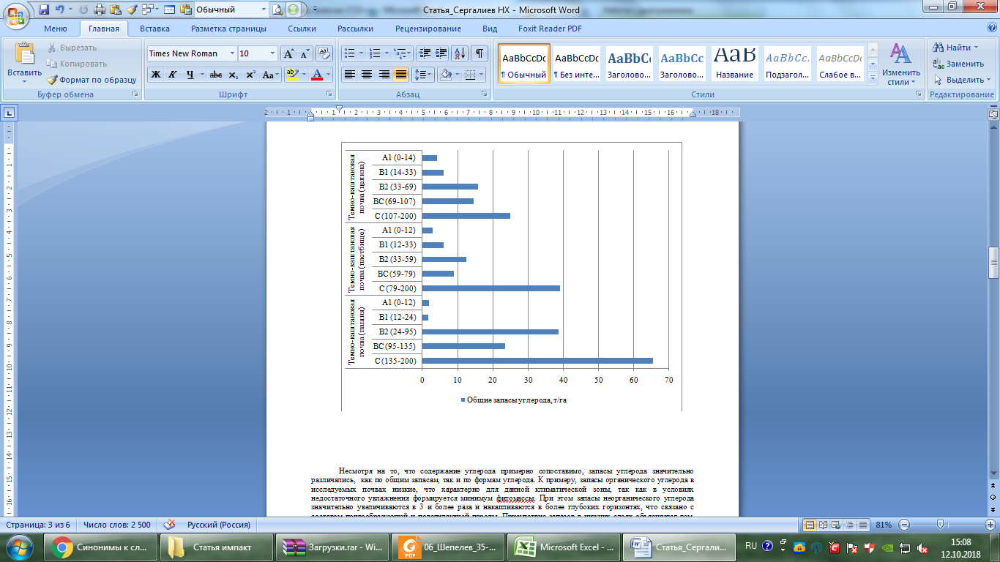 Обычный
Статья_Сергалиев НХ - Microsoft Word
Меню Главная Вставка Разметка страницы Ссылки Рассылки Рецензирование Вид Foxit Reader PDF
Вставить
Вырезать
Копировать
Формат по образцу
Буфер обмена
Times New Roman 10
Ж К Ч abc x₂ x² Aa
Шрифт
Абзац
AaBbCcDc AaBbCcDc AaBbCc AaBbCc АаВ AaBbCc. AaBbCcDc
¶ Обычный ¶ Без инте... Заголово... Заголово... Название Подзагол... Слабое в...
Изменить стили
Стили
Найти
Заменить
Выделить
Редактирование
2 1 1 2 3 4 5 6 7 8 9 10 11 12 13 14 15 16 18
Темно-каштановая почва (целина)
A1 (0-14)
B1 (14-33)
B2 (33-69)
BC (69-107)
C (107-200)
Темно-каштановая почва (пастбище)
A1 (0-12)
B1 (12-33)
B2 (33-59)
BC (59-79)
C (79-200)
Темно-каштановая почва (пашня)
A1 (0-12)
B1 (12-24)
B2 (24-95)
BC (95-135)
C (135-200)
0 10 20 30 40 50 60 70
Общие запасы углерода, т/га
Несмотря на то, что содержание углерода примерно сопоставимо, запасы углерода значительно
различались, как по общим запасам, так и по формам углерода. К примеру, запасы органического углерода в
исследуемых почвах низкие, что характерно для данной климатической зоны, так как в условиях
недостаточного увлажнения формируется минимум фитомассы. При этом запасы неорганического углерода
значительно увеличиваются в 3 и более раза и накапливаются в более глубоких горизонтах, что связано с
Страница: 3 из 6 Число слов: 2 500 Русский (Россия) 81%
Синонимы к сл... Статья импакт Загрузки.rar - Wi... 06_Шепелев_35-... Microsoft Excel - ... Статья_Сергали... RU 15:08
12.10.2018